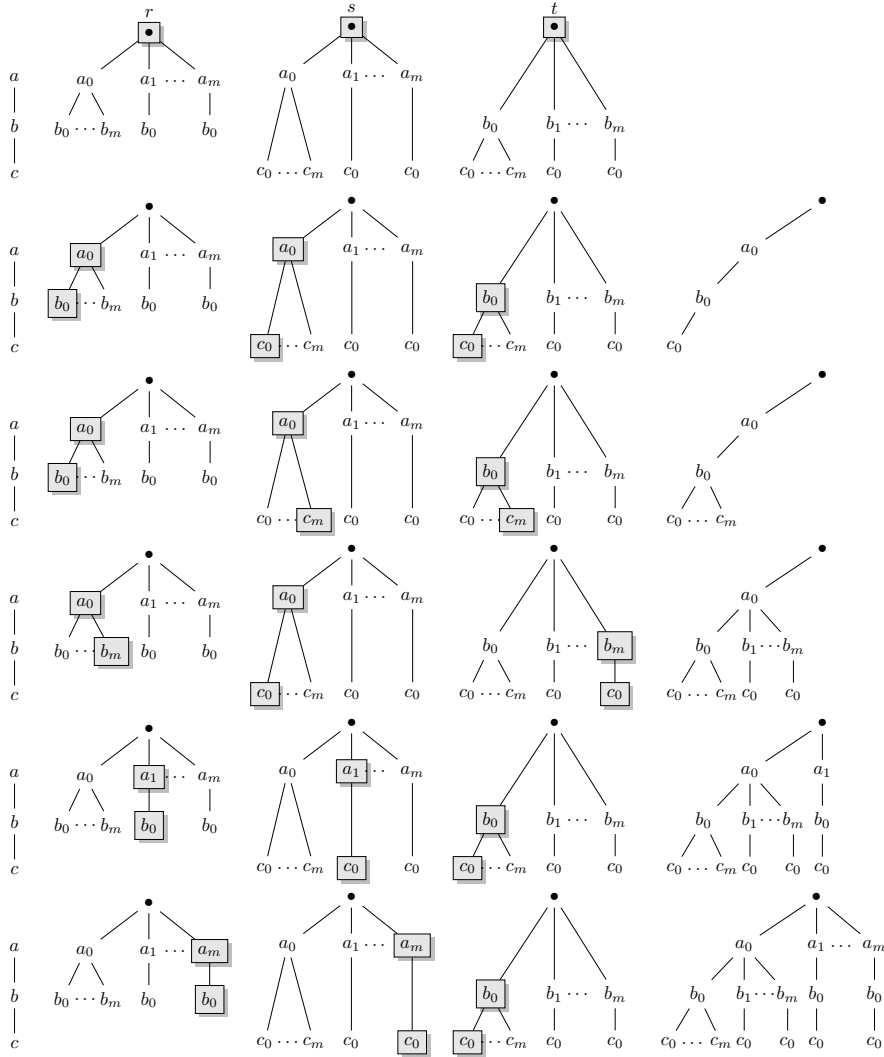 r s t
• • •
a a₀ a₁ ⋯ aₘ a₀ a₁ ⋯ aₘ
b b₀ ⋯ bₘ b₀ b₀ b₀ b₁ ⋯ bₘ
c c₀ … cₘ c₀ c₀ c₀ … cₘ c₀ c₀
• • • •
a a₀ a₁ ⋯ aₘ a₀ a₁ ⋯ aₘ a₀
b b₀ ⋯ bₘ b₀ b₀ b₀ b₁ ⋯ bₘ b₀
c c₀ … cₘ c₀ c₀ c₀ … cₘ c₀ c₀ c₀
• • • •
a a₀ a₁ ⋯ aₘ a₀ a₁ ⋯ aₘ a₀
b b₀ ⋯ bₘ b₀ b₀ b₀ b₁ ⋯ bₘ b₀
c c₀ … cₘ c₀ c₀ c₀ … cₘ c₀ c₀ c₀ … cₘ
• • • •
a a₀ a₁ ⋯ aₘ a₀ a₁ ⋯ aₘ a₀
b b₀ ⋯ bₘ b₀ b₀ b₀ b₁ ⋯ bₘ b₀ b₁ ⋯ bₘ
c c₀ … cₘ c₀ c₀ c₀ … cₘ c₀ c₀ c₀ … cₘ c₀ c₀
• • • •
a a₀ a₁ ⋯ aₘ a₀ a₁ ⋯ aₘ a₀ a₁
b b₀ ⋯ bₘ b₀ b₀ b₀ b₁ ⋯ bₘ b₀ b₁ ⋯ bₘ b₀
c c₀ … cₘ c₀ c₀ c₀ … cₘ c₀ c₀ c₀ … cₘ c₀ c₀ c₀
• • • •
a a₀ a₁ ⋯ aₘ a₀ a₁ ⋯ aₘ a₀ a₁ … aₘ
b b₀ ⋯ bₘ b₀ b₀ b₀ b₁ ⋯ bₘ b₀ b₁ ⋯ bₘ b₀ b₀
c c₀ … cₘ c₀ c₀ c₀ … cₘ c₀ c₀ c₀ … cₘ c₀ c₀ c₀ c₀